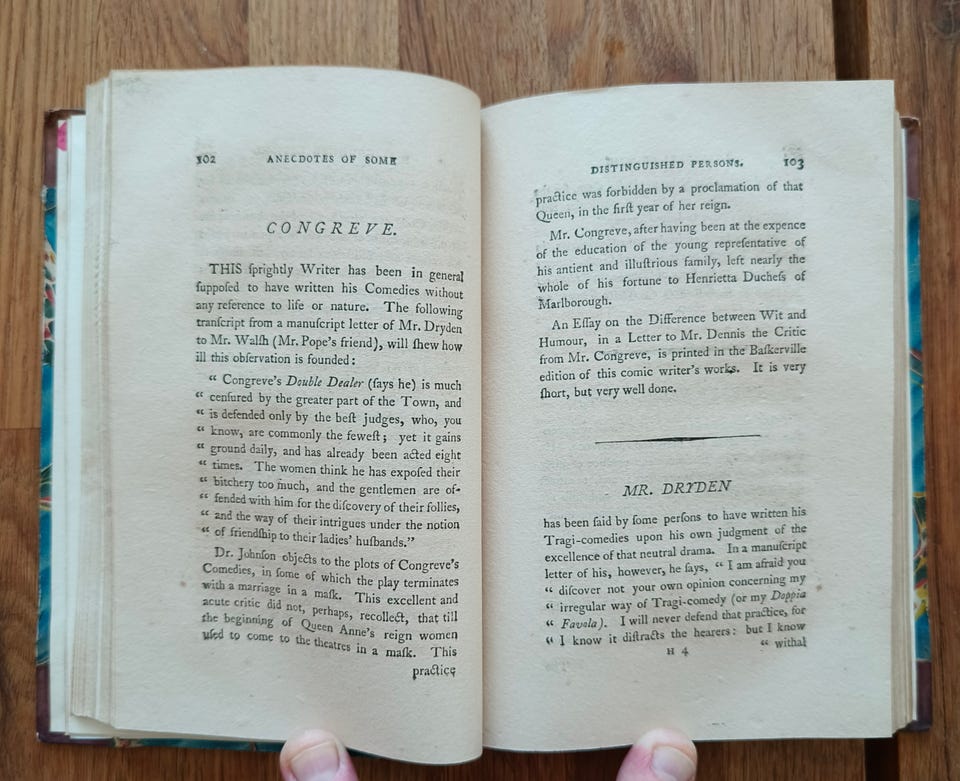 102 ANECDOTES OF SOME
CONGREVE.
THIS ſprightly Writer has been in general
ſuppoſed to have written his Comedies without
any reference to life or nature. The following
tranſcript from a manuſcript letter of Mr. Dryden
to Mr. Walſh (Mr. Pope's friend), will ſhew how
ill this obſervation is founded:
“ Congreve's Double Dealer (ſays he) is much
“ cenſured by the greater part of the Town, and
“ is defended only by the beſt judges, who, you
“ know, are commonly the feweſt; yet it gains
“ ground daily, and has already been acted eight
“ times. The women think he has expoſed their
“ bitchery too much, and the gentlemen are of-
“ fended with him for the diſcovery of their follies,
“ and the way of their intrigues under the notion
“ of friendſhip to their ladies' huſbands.”
Dr. Johnſon objects to the plots of Congreve's
Comedies, in ſome of which the play terminates
with a marriage in a maſk. This excellent and
acute critic did not, perhaps, recollect, that till
the beginning of Queen Anne's reign women
uſed to come to the theatres in a maſk. This
practice
DISTINGUISHED PERSONS. 103
practice was forbidden by a proclamation of that
Queen, in the firſt year of her reign.
Mr. Congreve, after having been at the expence
of the education of the young repreſentative of
his antient and illuſtrious family, left nearly the
whole of his fortune to Henrietta Ducheſs of
Marlborough.
An Eſſay on the Difference between Wit and
Humour, in a Letter to Mr. Dennis the Critic
from Mr. Congreve, is printed in the Baſkerville
edition of this comic writer's works. It is very
ſhort, but very well done.
MR. DRYDEN
has been ſaid by ſome perſons to have written his
Tragi-comedies upon his own judgment of the
excellence of that neutral drama. In a manuſcript
letter of his, however, he ſays, “ I am afraid you
“ diſcover not your own opinion concerning my
“ irregular way of Tragi-comedy (or my Doppia
“ Favola). I will never defend that practice, for
“ I know it diſtracts the hearers: but I know
H 4 “ withal